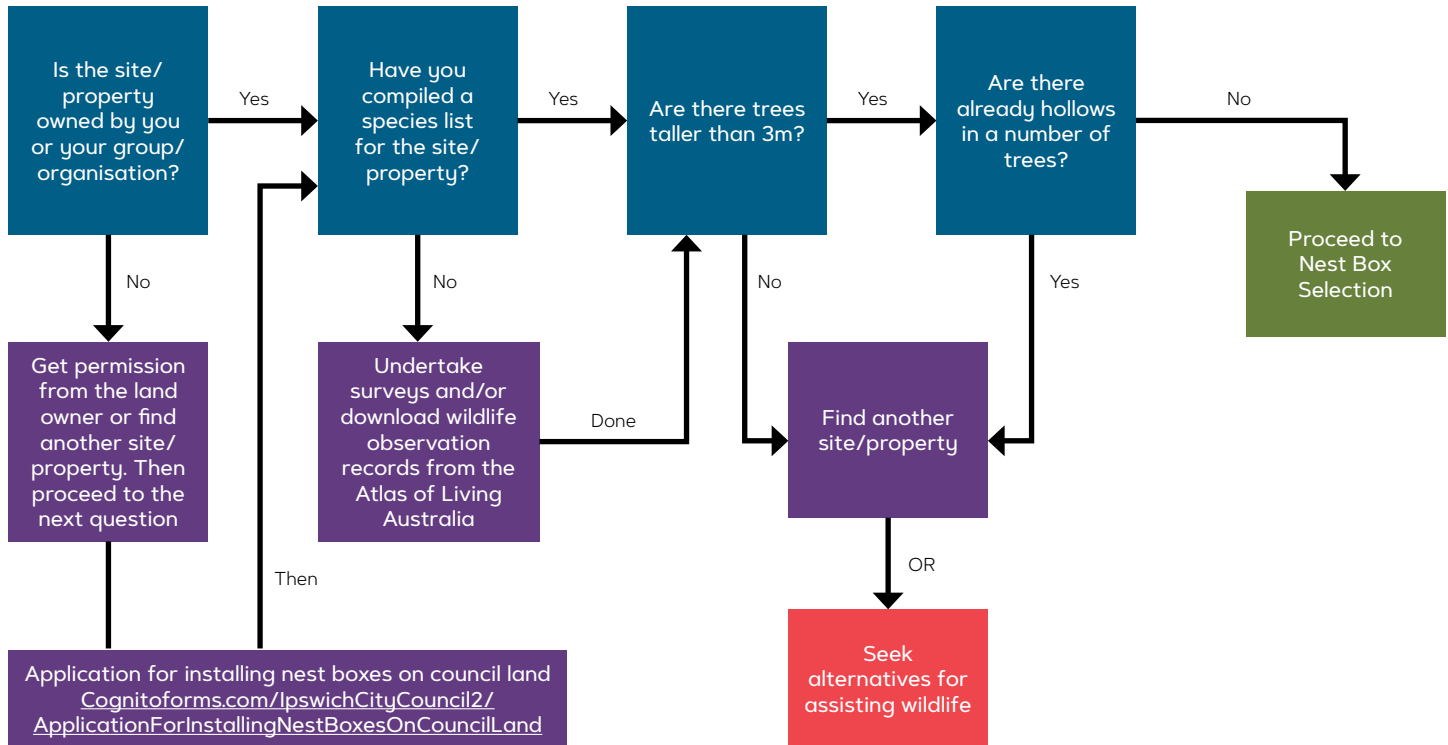 Is the site/
property
owned by you
or your group/
organisation?
Yes
Have you
compiled a
species list
for the site/
property?
Yes
Are there trees
taller than 3m?
Yes
Are there
already hollows
in a number of
trees?
No
Proceed to
Nest Box
Selection
No
Get permission
from the land
owner or find
another site/
property. Then
proceed to the
next question
No
Undertake
surveys and/or
download wildlife
observation
records from the
Atlas of Living
Australia
Done
No
Yes
Find another
site/property
OR
Seek
alternatives for
assisting wildlife
Then
Application for installing nest boxes on council land
Cognitoforms.com/IpswichCityCouncil2/
ApplicationForInstallingNestBoxesOnCouncilLand